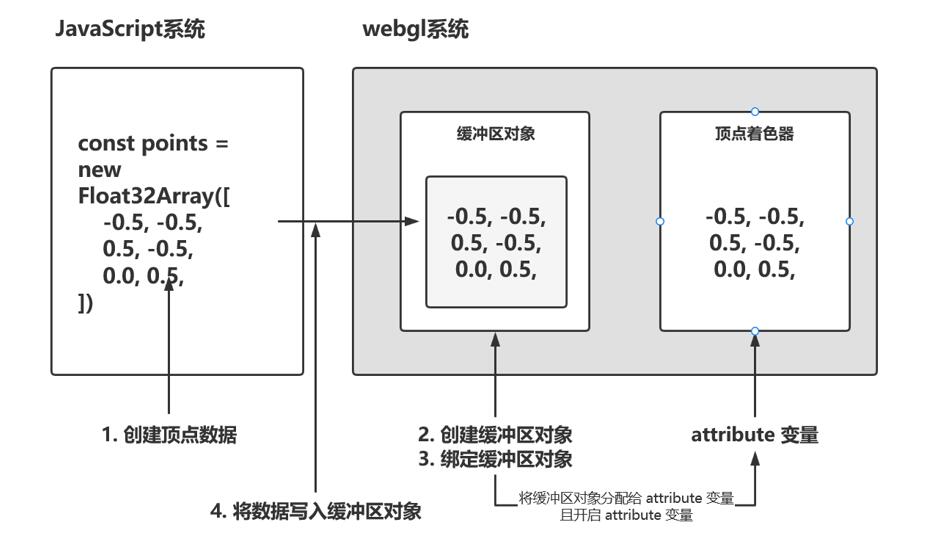 JavaScript系统
webgl系统
const points =
new
Float32Array([
-0.5, -0.5,
0.5, -0.5,
0.0, 0.5,
])
缓冲区对象
-0.5, -0.5,
0.5, -0.5,
0.0, 0.5,
顶点着色器
-0.5, -0.5,
0.5, -0.5,
0.0, 0.5,
1. 创建顶点数据
2. 创建缓冲区对象
3. 绑定缓冲区对象
attribute 变量
4. 将数据写入缓冲区对象
将缓冲区对象分配给 attribute 变量
且开启 attribute 变量